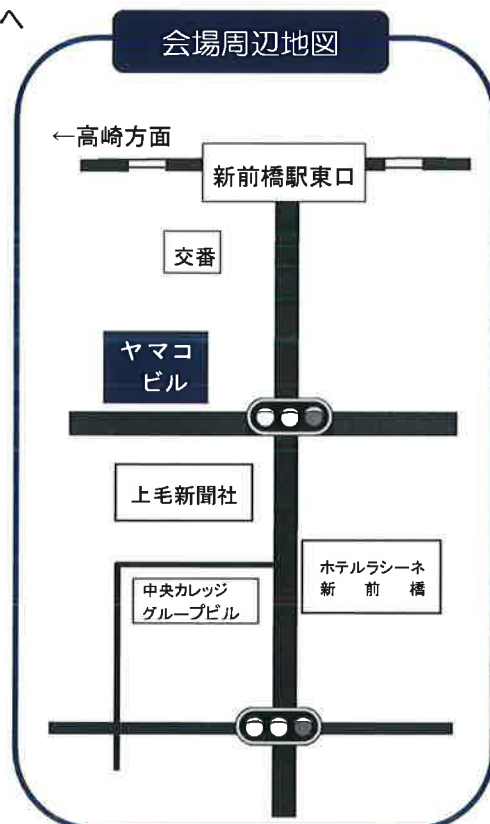 へ
会場周辺地図
←高崎方面
新前橋駅東口
交番
ヤマコ
ビル
上毛新聞社
ホテルラシーネ
新前橋
中央カレッジ
グループビル